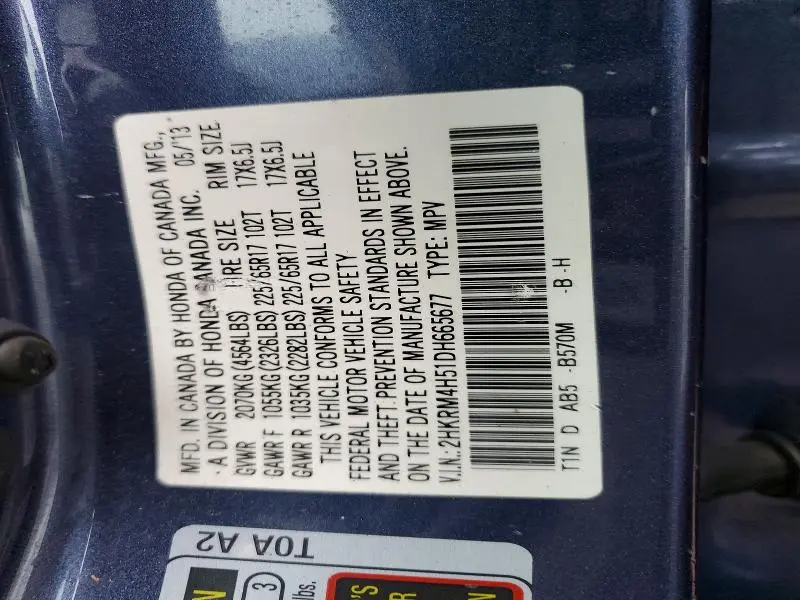 MFD. IN CANADA BY HONDA OF CANADA MFG.,
A DIVISION OF HONDA CANADA INC. 05/13
GVWR 2070KG (4564LBS) TIRE SIZE RIM SIZE
GAWR F 1055KG (2326LBS) 225/65R17 102T 17X6.5J
GAWR R 1035KG (2282LBS) 225/65R17 102T 17X6.5J
THIS VEHICLE CONFORMS TO ALL APPLICABLE
FEDERAL MOTOR VEHICLE SAFETY
AND THEFT PREVENTION STANDARDS IN EFFECT
ON THE DATE OF MANUFACTURE SHOWN ABOVE.
V.I.N.: 2HKRM4H51DH665677 TYPE: MPV
T1N D AB5 -B570M -B -H
T0A A2
N
3
lbs.
'S
R
N